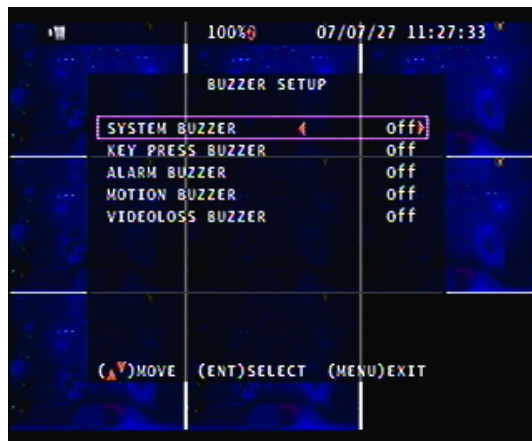 100% 07/07/27 11:27:33
BUZZER SETUP
SYSTEM BUZZER Off
KEY PRESS BUZZER Off
ALARM BUZZER Off
MOTION BUZZER Off
VIDEOLOSS BUZZER Off
( )MOVE (ENT)SELECT (MENU)EXIT